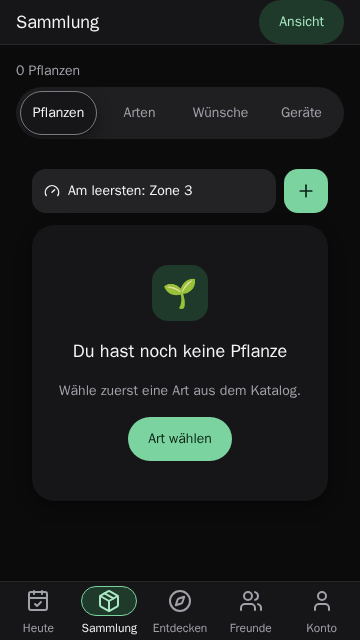 Sammlung
Ansicht
0 Pflanzen
Pflanzen
Arten
Wünsche
Geräte
Am leersten: Zone 3
Du hast noch keine Pflanze
Wähle zuerst eine Art aus dem Katalog.
Art wählen
Heute
Sammlung
Entdecken
Freunde
Konto